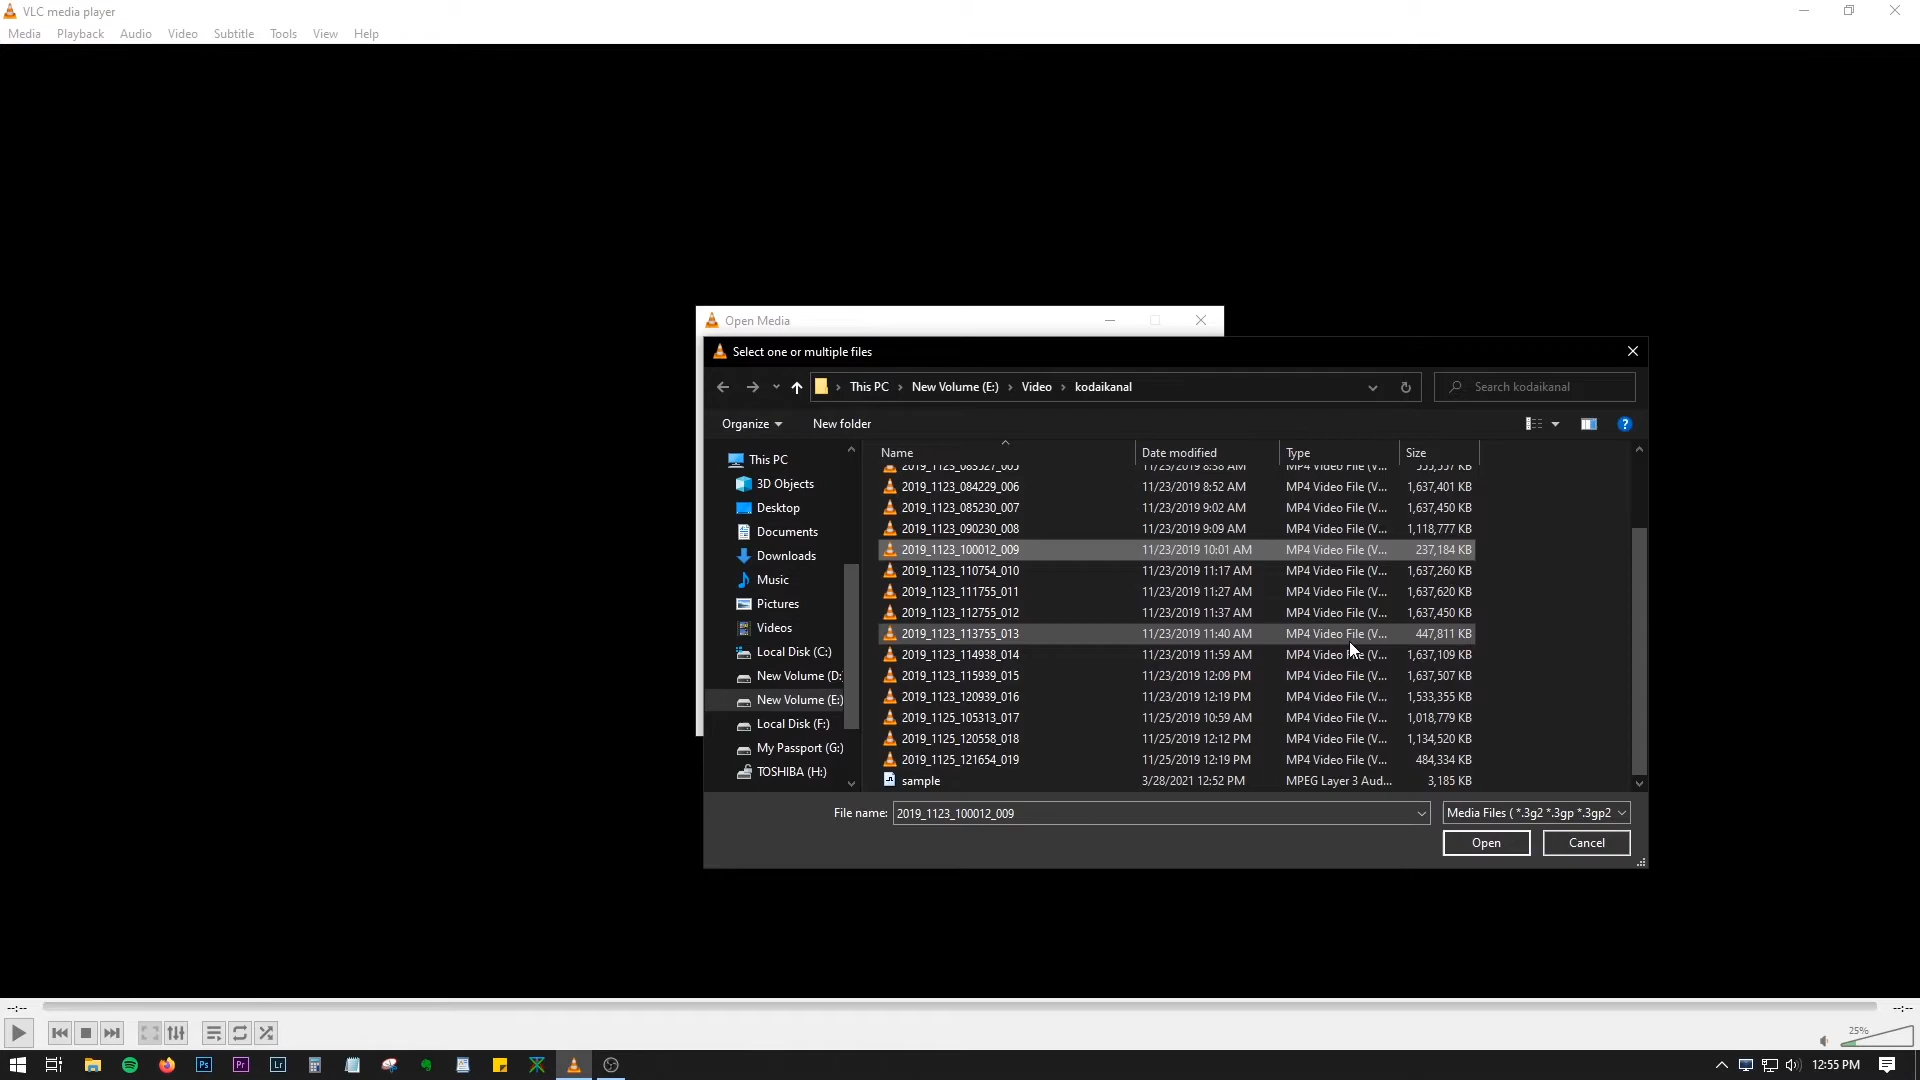 VLC media player
Media Playback Audio Video Subtitle Tools View Help
Open Media
Select one or multiple files
This PC › New Volume (E:) › Video › kodaikanal
Search kodaikanal
Organize New folder
Name Date modified Type Size
This PC
3D Objects
Desktop
Documents
Downloads
Music
Pictures
Videos
Local Disk (C:)
New Volume (D:
New Volume (E:)
Local Disk (F:)
My Passport (G:)
TOSHIBA (H:)
2019_1123_083527_005 11/23/2019 8:38 AM MP4 Video File (V...
2019_1123_084229_006 11/23/2019 8:52 AM MP4 Video File (V... 1,637,401 KB
2019_1123_085230_007 11/23/2019 9:02 AM MP4 Video File (V... 1,637,450 KB
2019_1123_090230_008 11/23/2019 9:09 AM MP4 Video File (V... 1,118,777 KB
2019_1123_100012_009 11/23/2019 10:01 AM MP4 Video File (V... 237,184 KB
2019_1123_110754_010 11/23/2019 11:17 AM MP4 Video File (V... 1,637,260 KB
2019_1123_111755_011 11/23/2019 11:27 AM MP4 Video File (V... 1,637,620 KB
2019_1123_112755_012 11/23/2019 11:37 AM MP4 Video File (V... 1,637,450 KB
2019_1123_113755_013 11/23/2019 11:40 AM MP4 Video File (V... 447,811 KB
2019_1123_114938_014 11/23/2019 11:59 AM MP4 Video File (V... 1,637,109 KB
2019_1123_115939_015 11/23/2019 12:09 PM MP4 Video File (V... 1,637,507 KB
2019_1123_120939_016 11/23/2019 12:19 PM MP4 Video File (V... 1,533,355 KB
2019_1125_105313_017 11/25/2019 10:59 AM MP4 Video File (V... 1,018,779 KB
2019_1125_120558_018 11/25/2019 12:12 PM MP4 Video File (V... 1,134,520 KB
2019_1125_121654_019 11/25/2019 12:19 PM MP4 Video File (V... 484,334 KB
sample 3/28/2021 12:52 PM MPEG Layer 3 Aud... 3,185 KB
File name: 2019_1123_100012_009 Media Files ( *.3g2 *.3gp *.3gp2
Open Cancel
--:-- --:--
25%
Ps Pr Lr 12:55 PM